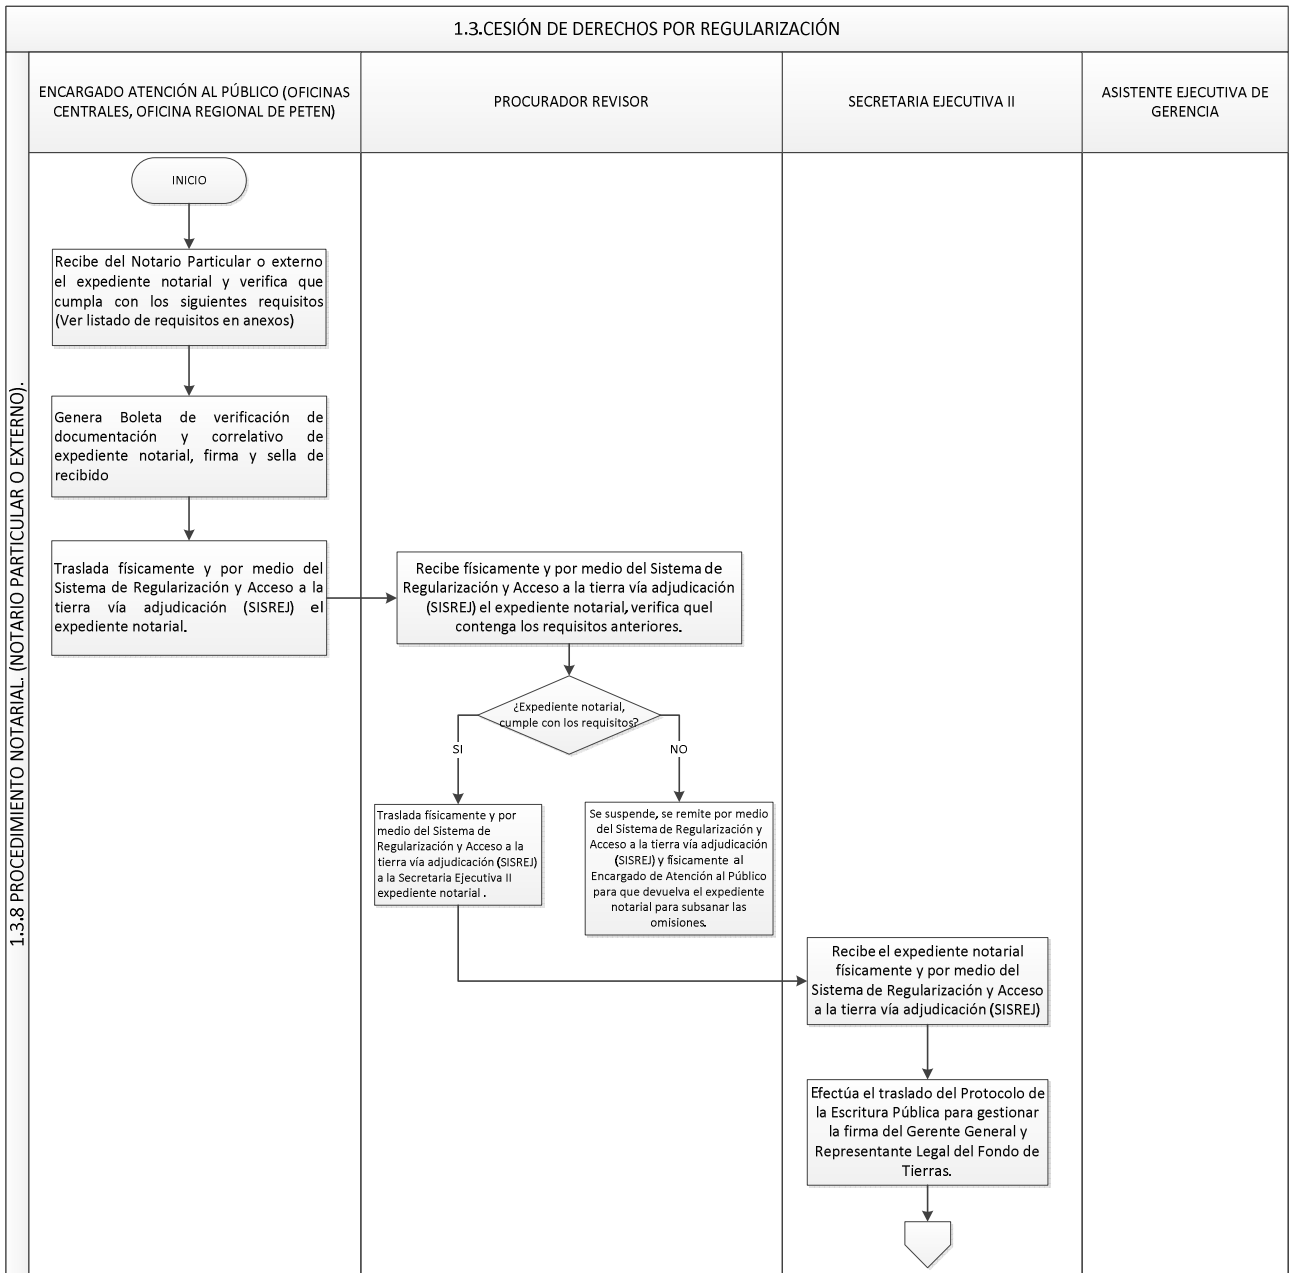 1.3.CESIÓN DE DERECHOS POR REGULARIZACIÓN
1.3.8 PROCEDIMIENTO NOTARIAL. (NOTARIO PARTICULAR O EXTERNO).
ENCARGADO ATENCIÓN AL PÚBLICO (OFICINAS
CENTRALES, OFICINA REGIONAL DE PETEN)
PROCURADOR REVISOR
SECRETARIA EJECUTIVA II
ASISTENTE EJECUTIVA DE
GERENCIA
INICIO
Recibe del Notario Particular o externo
el expediente notarial y verifica que
cumpla con los siguientes requisitos
(Ver listado de requisitos en anexos)
Genera Boleta de verificación de
documentación y correlativo de
expediente notarial, firma y sella de
recibido
Traslada físicamente y por medio del
Sistema de Regularización y Acceso a la
tierra vía adjudicación (SISREJ) el
expediente notarial.
Recibe físicamente y por medio del Sistema de
Regularización y Acceso a la tierra vía adjudicación
(SISREJ) el expediente notarial, verifica quel
contenga los requisitos anteriores.
¿Expediente notarial,
cumple con los requisitos?
SI
NO
Traslada físicamente y por
medio del Sistema de
Regularización y Acceso a la
tierra vía adjudicación (SISREJ)
a la Secretaria Ejecutiva II
expediente notarial .
Se suspende, se remite por medio
del Sistema de Regularización y
Acceso a la tierra vía adjudicación
(SISREJ) y físicamente al
Encargado de Atención al Público
para que devuelva el expediente
notarial para subsanar las
omisiones.
Recibe el expediente notarial
físicamente y por medio del
Sistema de Regularización y Acceso
a la tierra vía adjudicación (SISREJ)
Efectúa el traslado del Protocolo de
la Escritura Pública para gestionar
la firma del Gerente General y
Representante Legal del Fondo de
Tierras.